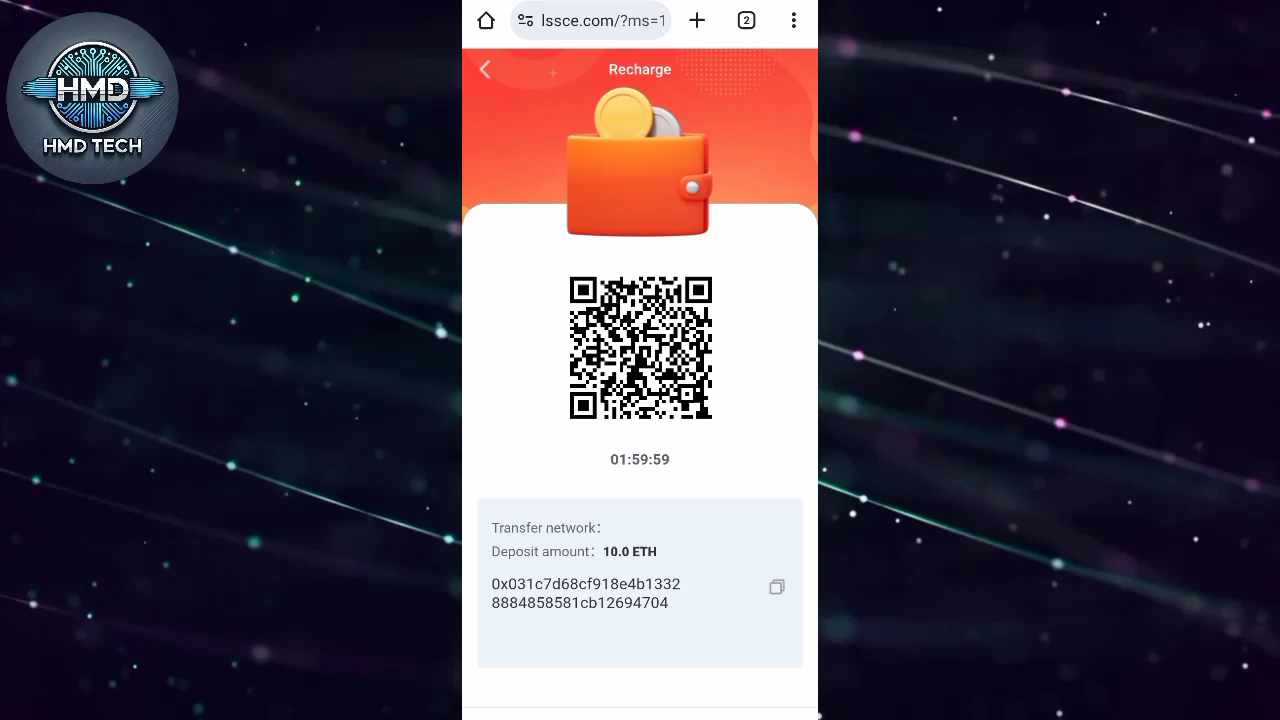 HMD
HMD TECH
2
lssce.com/?ms=1
Recharge
01:59:59
Transfer network：
Deposit amount：10.0 ETH
0x031c7d68cf918e4b1332
8884858581cb12694704